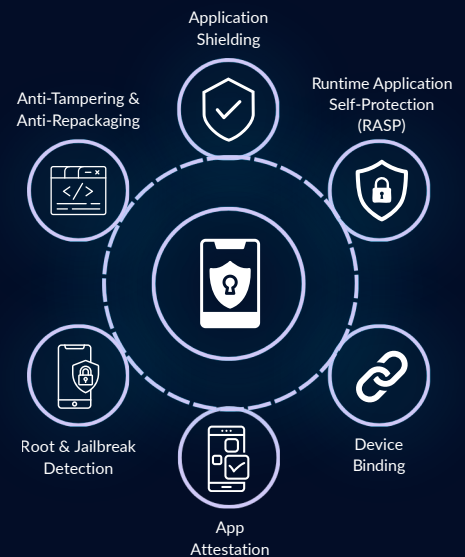 Application
Shielding
Runtime Application
Self-Protection
(RASP)
Anti-Tampering &
Anti-Repackaging
</>
Root & Jailbreak
Detection
Device
Binding
App
Attestation